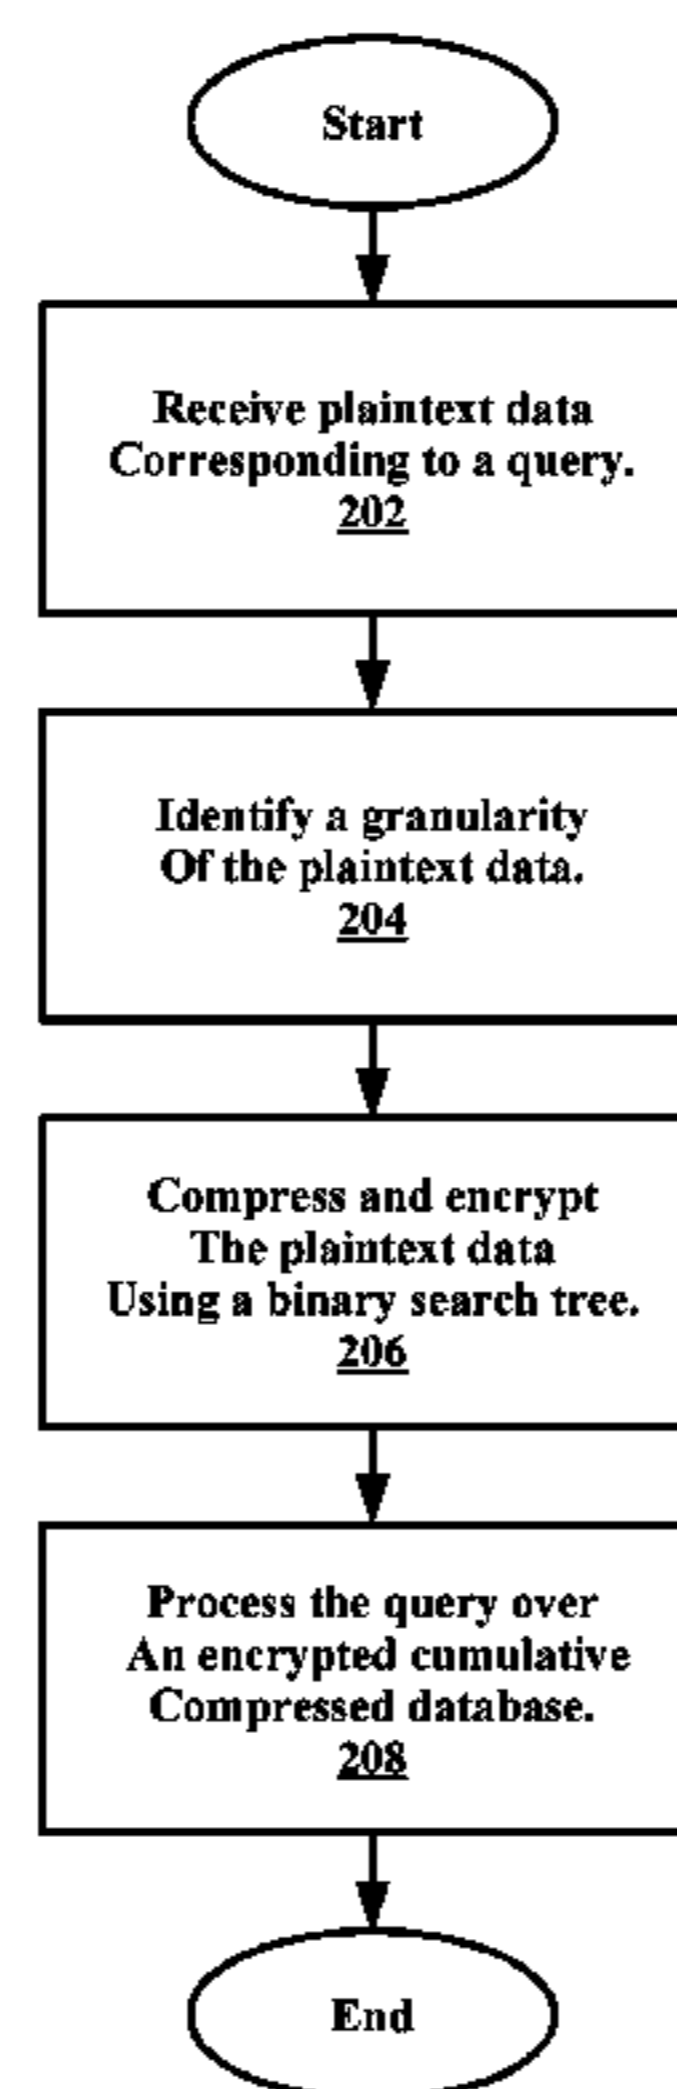 Start
Receive plaintext data
Corresponding to a query.
202
Identify a granularity
Of the plaintext data.
204
Compress and encrypt
The plaintext data
Using a binary search tree.
206
Process the query over
An encrypted cumulative
Compressed database.
208
End